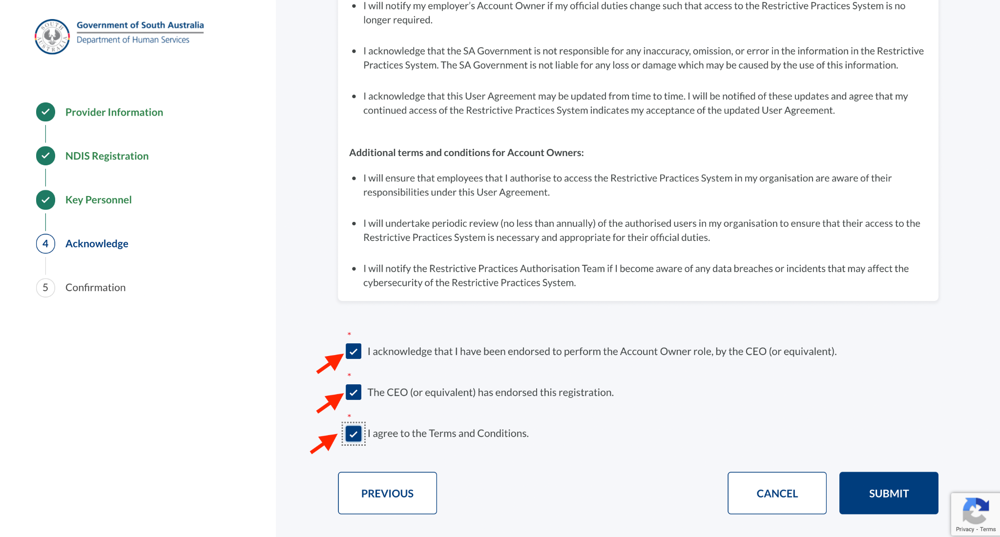 Government of South Australia
Department of Human Services
SOUTH AUSTRALIA
Provider Information
NDIS Registration
Key Personnel
4 Acknowledge
5 Confirmation
• I will notify my employer’s Account Owner if my official duties change such that access to the Restrictive Practices System is no
longer required.
• I acknowledge that the SA Government is not responsible for any inaccuracy, omission, or error in the information in the Restrictive
Practices System. The SA Government is not liable for any loss or damage which may be caused by the use of this information.
• I acknowledge that this User Agreement may be updated from time to time. I will be notified of these updates and agree that my
continued access of the Restrictive Practices System indicates my acceptance of the updated User Agreement.
Additional terms and conditions for Account Owners:
• I will ensure that employees that I authorise to access the Restrictive Practices System in my organisation are aware of their
responsibilities under this User Agreement.
• I will undertake periodic review (no less than annually) of the authorised users in my organisation to ensure that their access to the
Restrictive Practices System is necessary and appropriate for their official duties.
• I will notify the Restrictive Practices Authorisation Team if I become aware of any data breaches or incidents that may affect the
cybersecurity of the Restrictive Practices System.
*
I acknowledge that I have been endorsed to perform the Account Owner role, by the CEO (or equivalent).
*
The CEO (or equivalent) has endorsed this registration.
*
I agree to the Terms and Conditions.
PREVIOUS
CANCEL
SUBMIT
Privacy - Terms